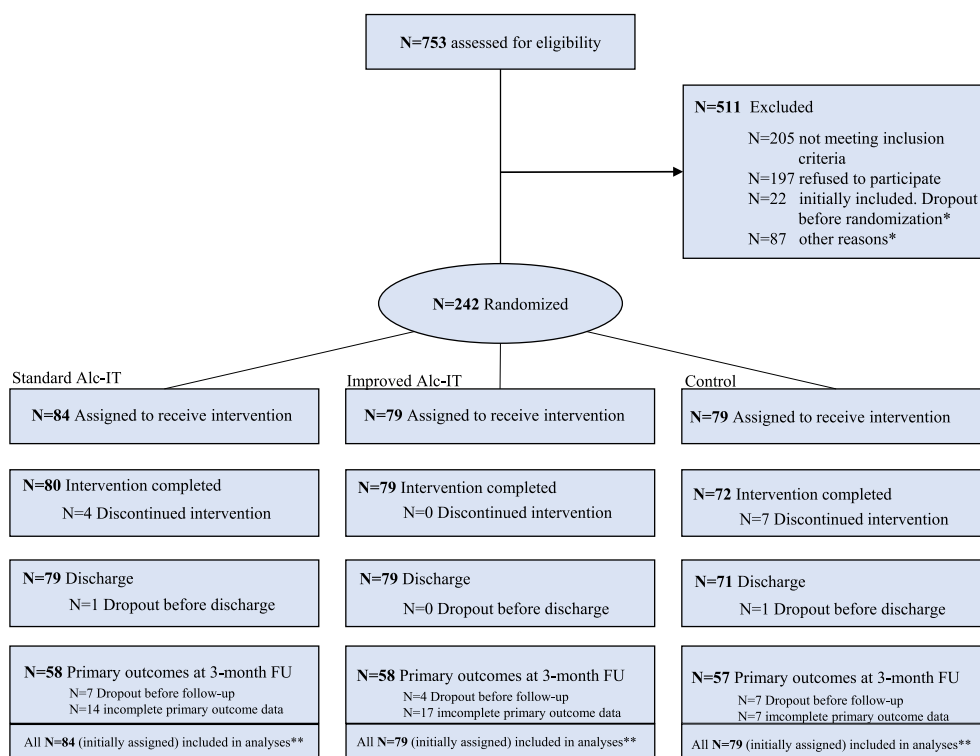 N=753 assessed for eligibility
N=511 Excluded
N=205 not meeting inclusion
criteria
N=197 refused to participate
N=22 initially included. Dropout
before randomization*
N=87 other reasons*
N=242 Randomized
Standard Alc-IT
N=84 Assigned to receive intervention
N=80 Intervention completed
N=4 Discontinued intervention
N=79 Discharge
N=1 Dropout before discharge
N=58 Primary outcomes at 3-month FU
N=7 Dropout before follow-up
N=14 incomplete primary outcome data
All N=84 (initially assigned) included in analyses**
Improved Alc-IT
N=79 Assigned to receive intervention
N=79 Intervention completed
N=0 Discontinued intervention
N=79 Discharge
N=0 Dropout before discharge
N=58 Primary outcomes at 3-month FU
N=4 Dropout before follow-up
N=17 imcomplete primary outcome data
All N=79 (initially assigned) included in analyses**
Control
N=79 Assigned to receive intervention
N=72 Intervention completed
N=7 Discontinued intervention
N=71 Discharge
N=1 Dropout before discharge
N=57 Primary outcomes at 3-month FU
N=7 Dropout before follow-up
N=7 imcomplete primary outcome data
All N=79 (initially assigned) included in analyses**